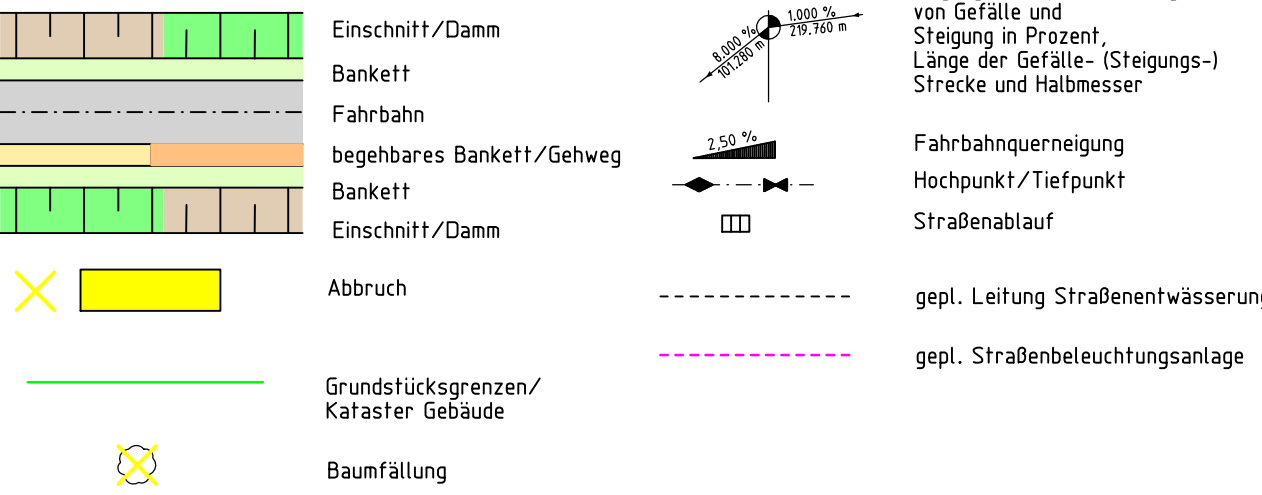 Einschnitt/Damm
Bankett
Fahrbahn
begehbares Bankett/Gehweg
Bankett
Einschnitt/Damm
Abbruch
Grundstücksgrenzen/
Kataster Gebäude
Baumfällung
8.000 %
101.280 m
1.000 %
219.760 m
von Gefälle und
Steigung in Prozent,
Länge der Gefälle- (Steigungs-)
Strecke und Halbmesser
2,50 %
Fahrbahnquerneigung
Hochpunkt/Tiefpunkt
Straßenablauf
gepl. Leitung Straßenentwässerung
gepl. Straßenbeleuchtungsanlage